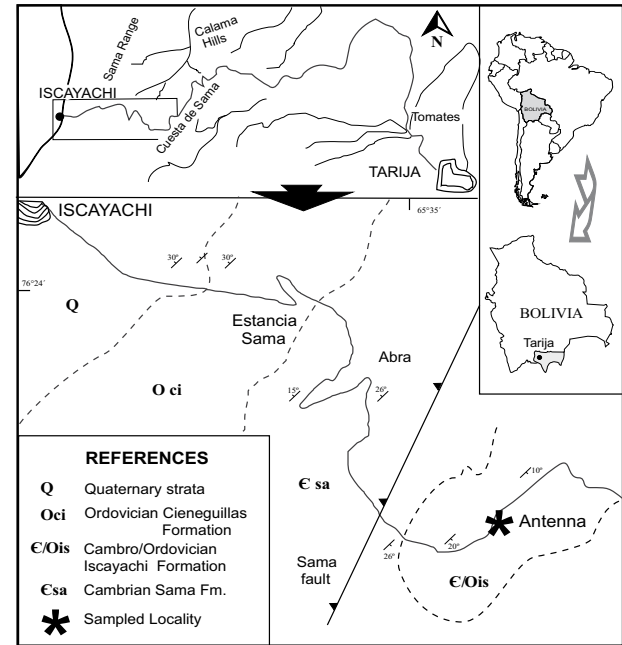 Sama Range
Calama
Hills
N
ISCAYACHI
Cuesta de Sama
Tomates
TARIJA
BOLIVIA
ISCAYACHI
65°35´
76°24´
30°
30°
Q
Estancia
Sama
BOLIVIA
Tarija
Abra
O ci
15°
26°
Є sa
10°
Antenna
26°
20°
Sama
fault
Є/Ois
REFERENCES
Q Quaternary strata
Oci Ordovician Cieneguillas
Formation
Є/Ois Cambro/Ordovician
Iscayachi Formation
Єsa Cambrian Sama Fm.
Sampled Locality